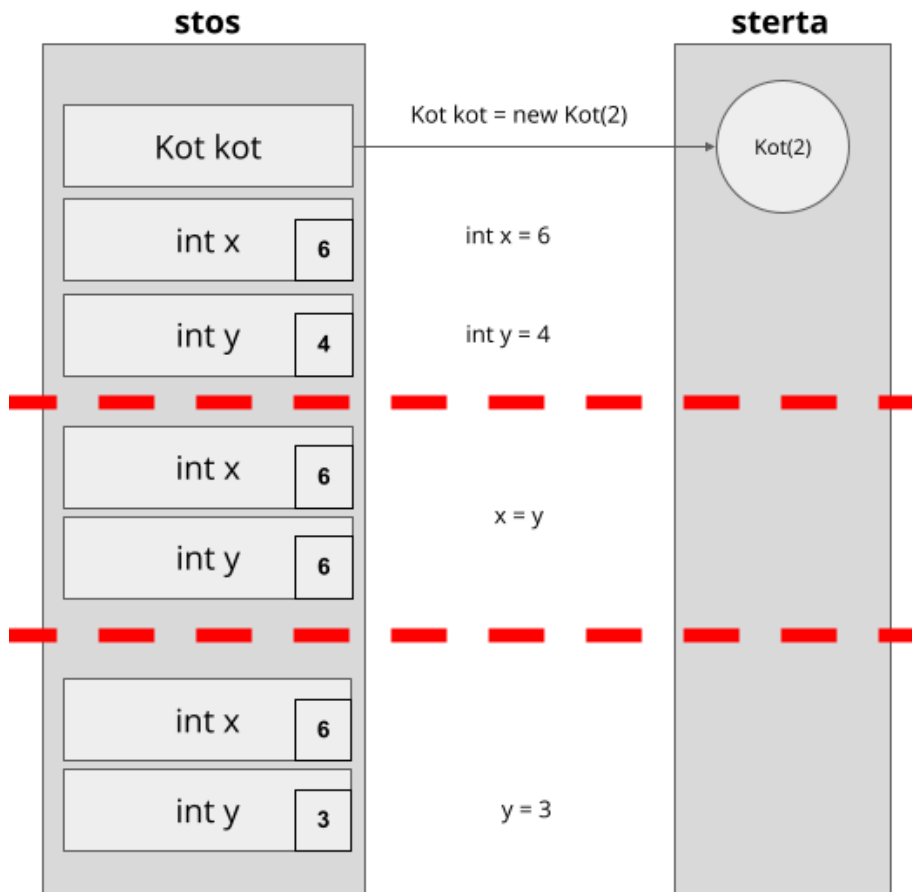 stos
sterta
Kot kot
Kot kot = new Kot(2)
Kot(2)
int x
6
int x = 6
int y
4
int y = 4
int x
6
x = y
int y
6
int x
6
int y
3
y = 3